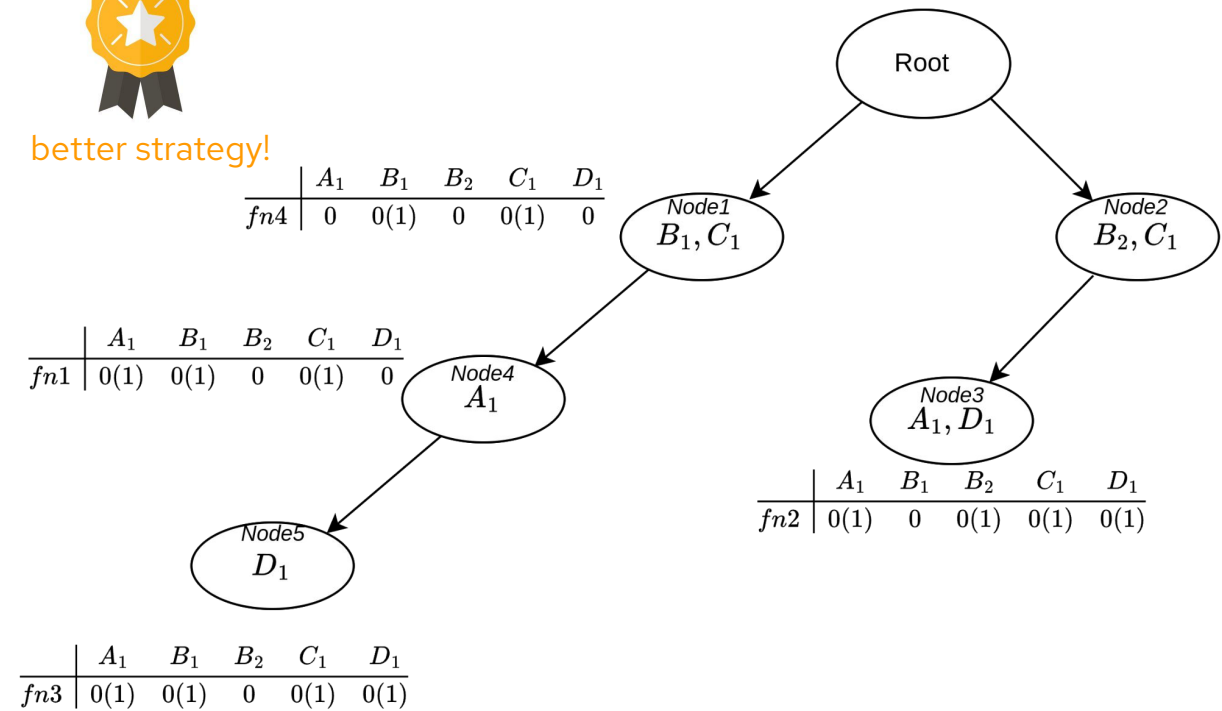 Root
better strategy!
A₁ B₁ B₂ C₁ D₁
fn4 0 0(1) 0 0(1) 0
Node1
B₁, C₁
Node2
B₂, C₁
A₁ B₁ B₂ C₁ D₁
fn1 0(1) 0(1) 0 0(1) 0
Node4
A₁
Node3
A₁, D₁
A₁ B₁ B₂ C₁ D₁
fn2 0(1) 0 0(1) 0(1) 0(1)
Node5
D₁
A₁ B₁ B₂ C₁ D₁
fn3 0(1) 0(1) 0 0(1) 0(1)